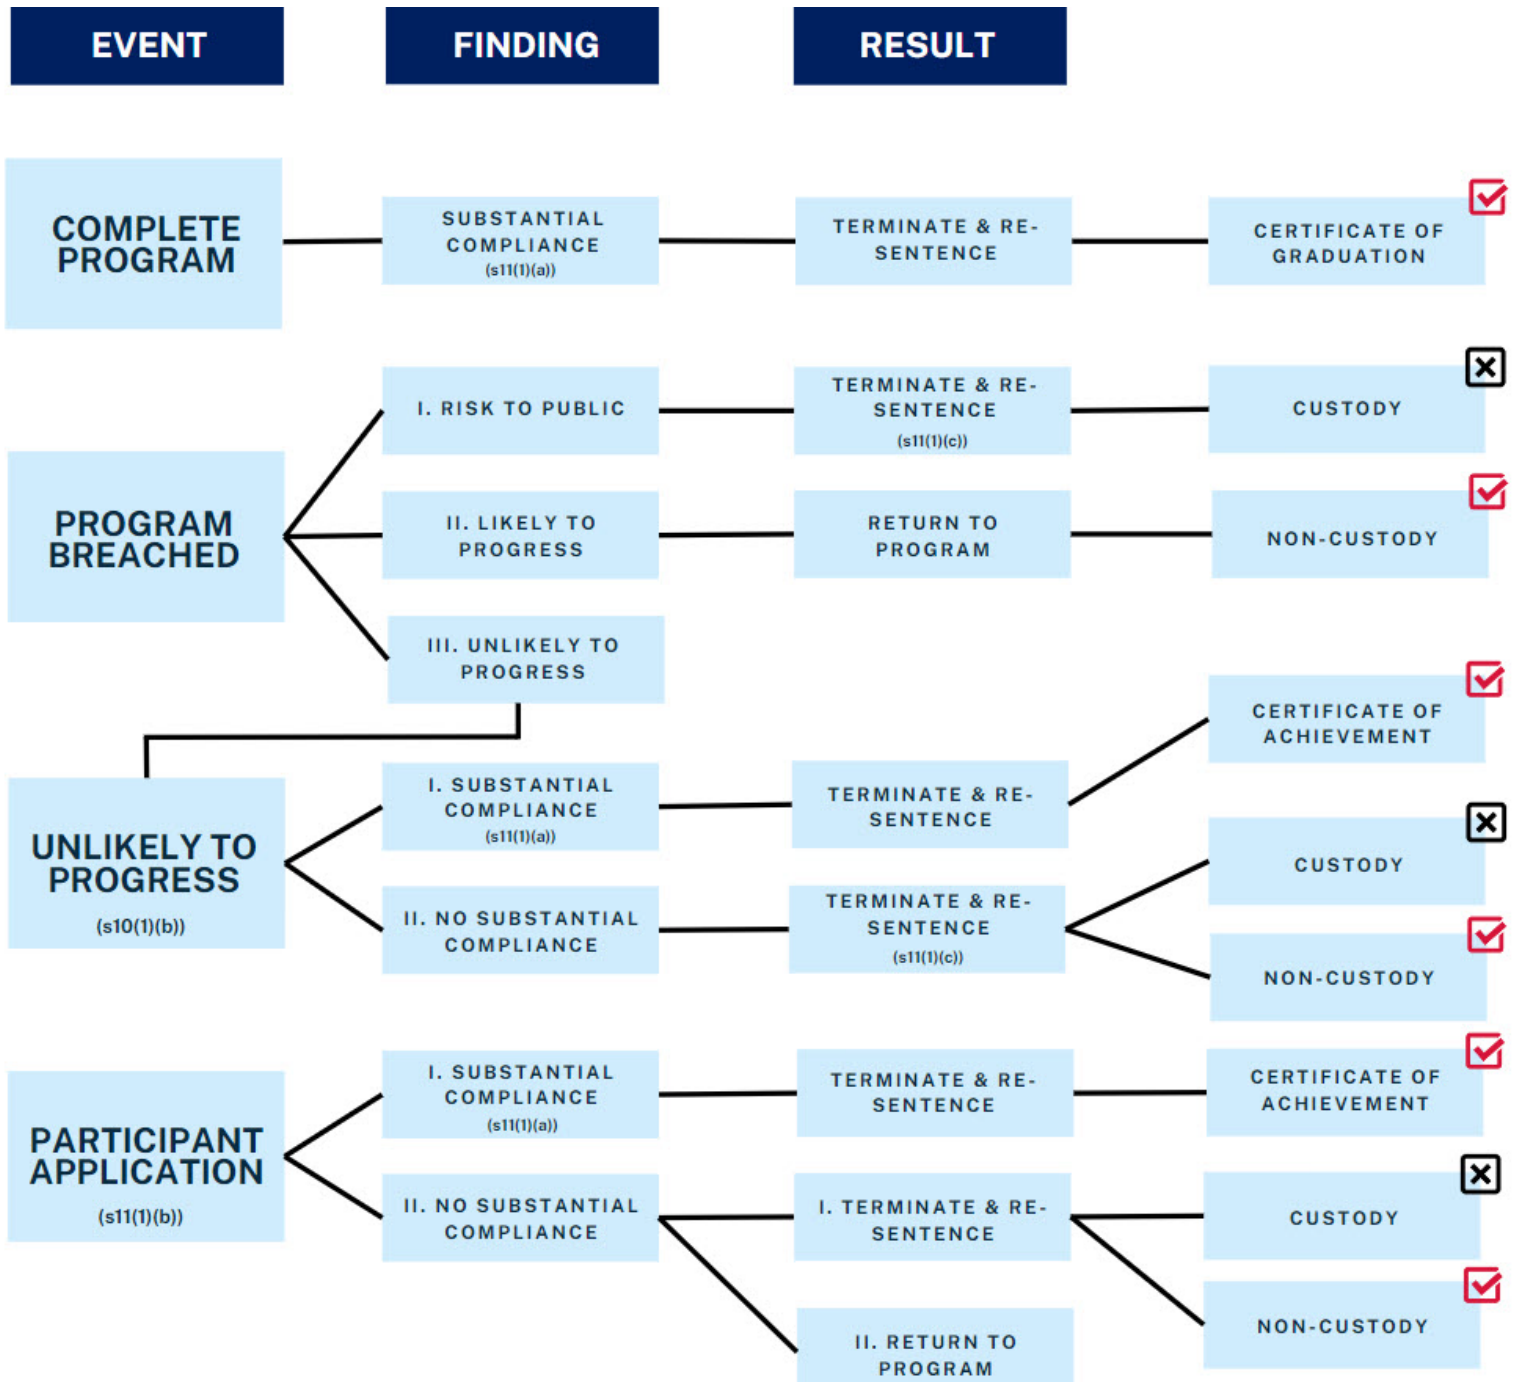 EVENT
FINDING
RESULT
COMPLETE
PROGRAM
SUBSTANTIAL
COMPLIANCE
(s11(1)(a))
TERMINATE & RE-
SENTENCE
CERTIFICATE OF
GRADUATION
PROGRAM
BREACHED
I. RISK TO PUBLIC
TERMINATE & RE-
SENTENCE
(s11(1)(c))
CUSTODY
II. LIKELY TO
PROGRESS
RETURN TO
PROGRAM
NON-CUSTODY
III. UNLIKELY TO
PROGRESS
UNLIKELY TO
PROGRESS
(s10(1)(b))
I. SUBSTANTIAL
COMPLIANCE
(s11(1)(a))
TERMINATE & RE-
SENTENCE
CERTIFICATE OF
ACHIEVEMENT
II. NO SUBSTANTIAL
COMPLIANCE
TERMINATE & RE-
SENTENCE
(s11(1)(c))
CUSTODY
NON-CUSTODY
PARTICIPANT
APPLICATION
(s11(1)(b))
I. SUBSTANTIAL
COMPLIANCE
(s11(1)(a))
TERMINATE & RE-
SENTENCE
CERTIFICATE OF
ACHIEVEMENT
II. NO SUBSTANTIAL
COMPLIANCE
I. TERMINATE & RE-
SENTENCE
CUSTODY
NON-CUSTODY
II. RETURN TO
PROGRAM